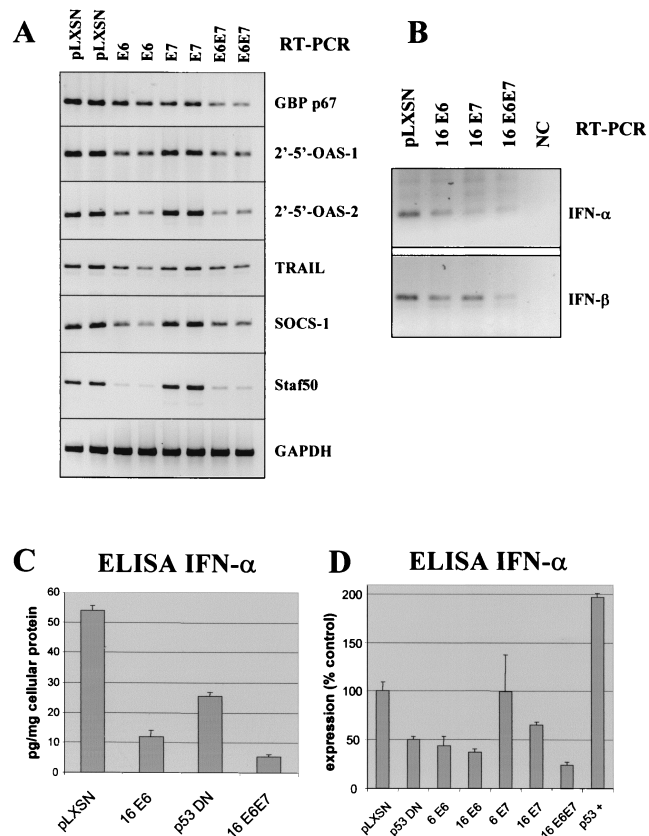 A
pLXSN pLXSN E6 E6 E7 E7 E6E7 E6E7
RT-PCR
GBP p67
2'-5'-OAS-1
2'-5'-OAS-2
TRAIL
SOCS-1
Staf50
GAPDH
B
pLXSN 16 E6 16 E7 16 E6E7 NC
RT-PCR
IFN-α
IFN-β
C
ELISA IFN-α
pg/mg cellular protein
60
50
40
30
20
10
0
pLXSN 16 E6 p53 DN 16 E6E7
D
ELISA IFN-α
expression (% control)
200
150
100
50
0
pLXSN p53 DN 6 E6 16 E6 6 E7 16 E7 16 E6E7 p53 +